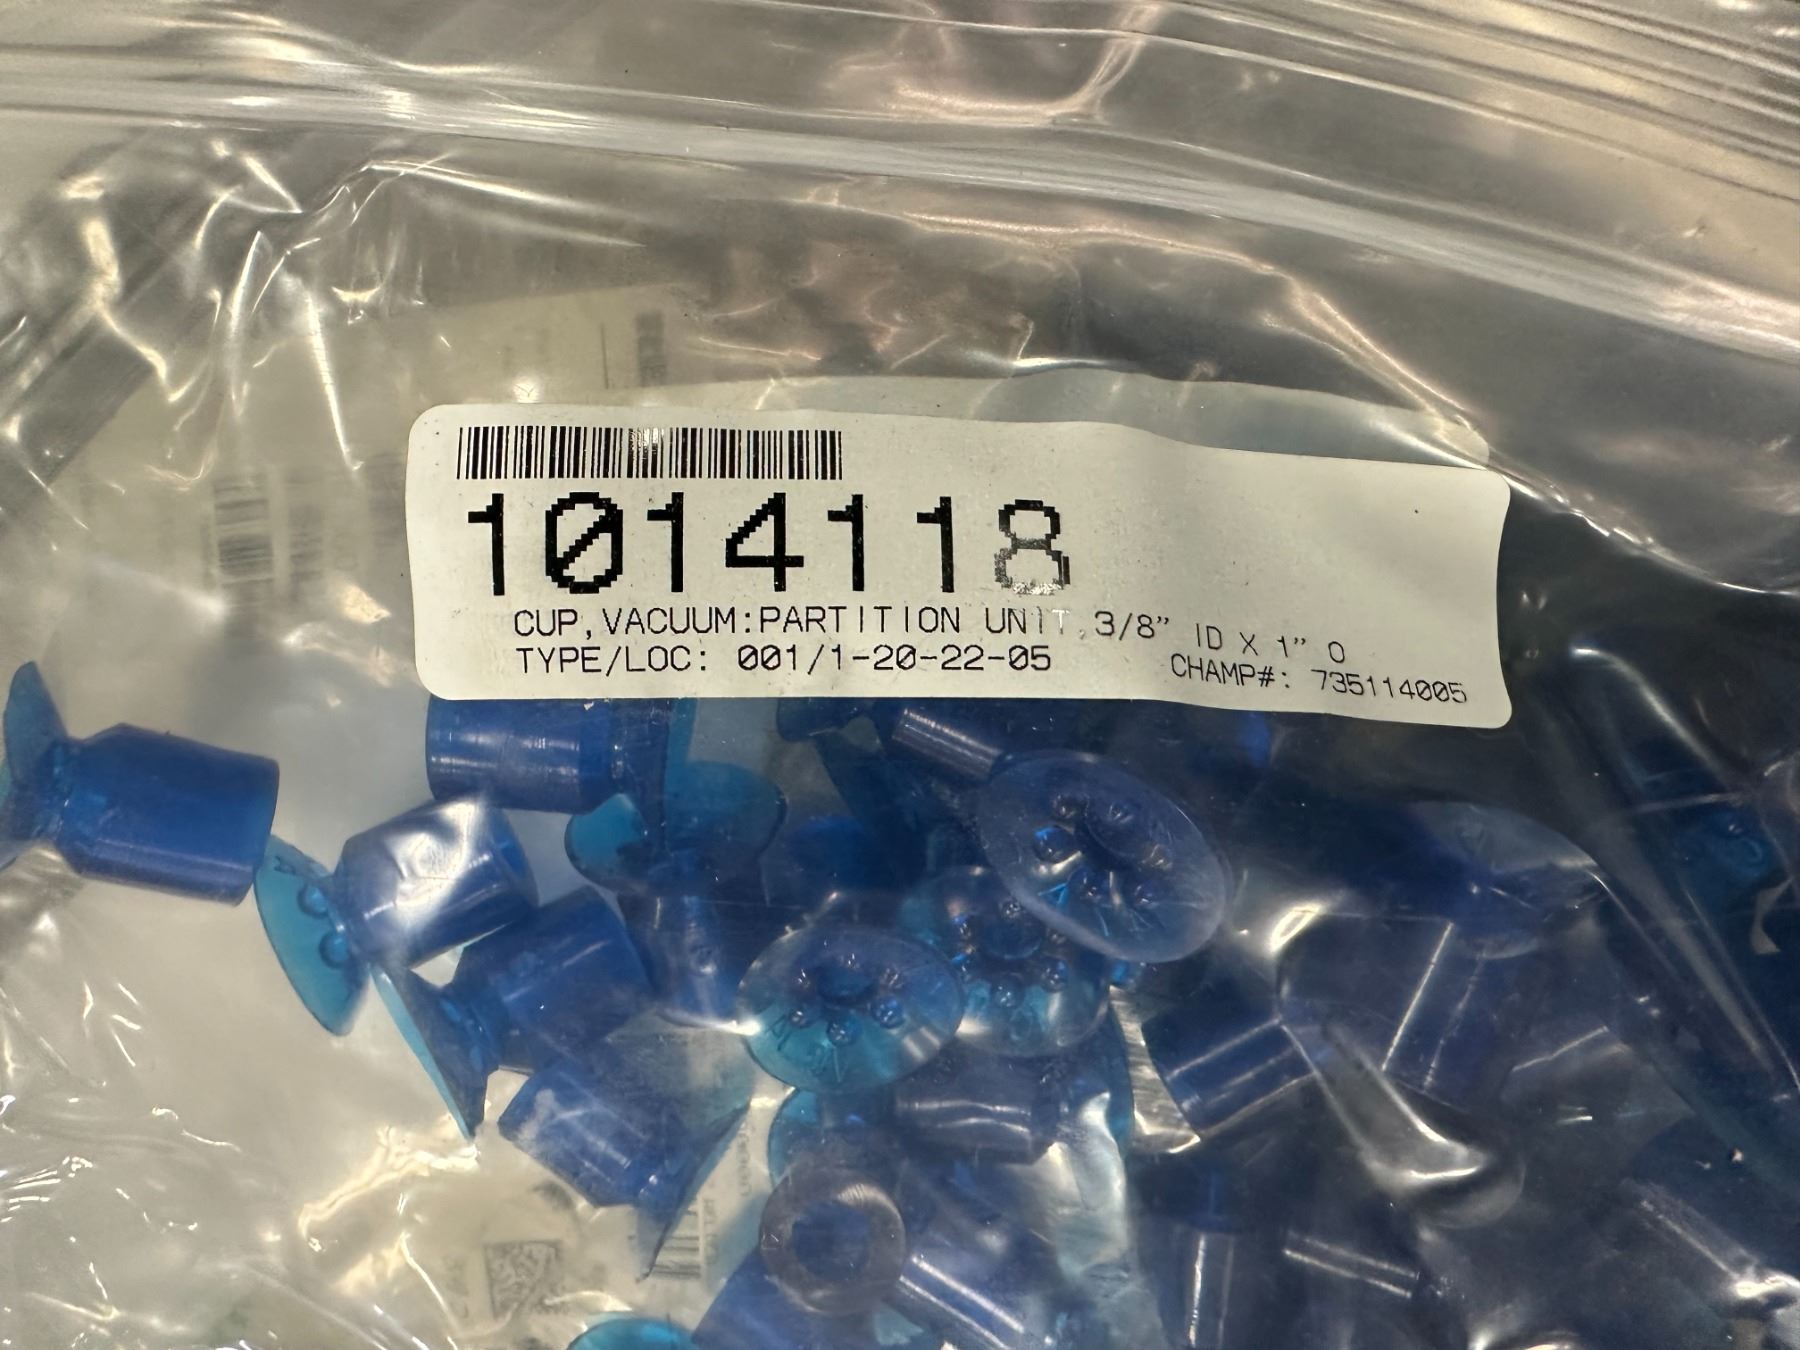 1014118
CUP,VACUUM:PARTITION UNIT,3/8" ID X 1" O
TYPE/LOC: 001/1-20-22-05 CHAMP#: 735114005